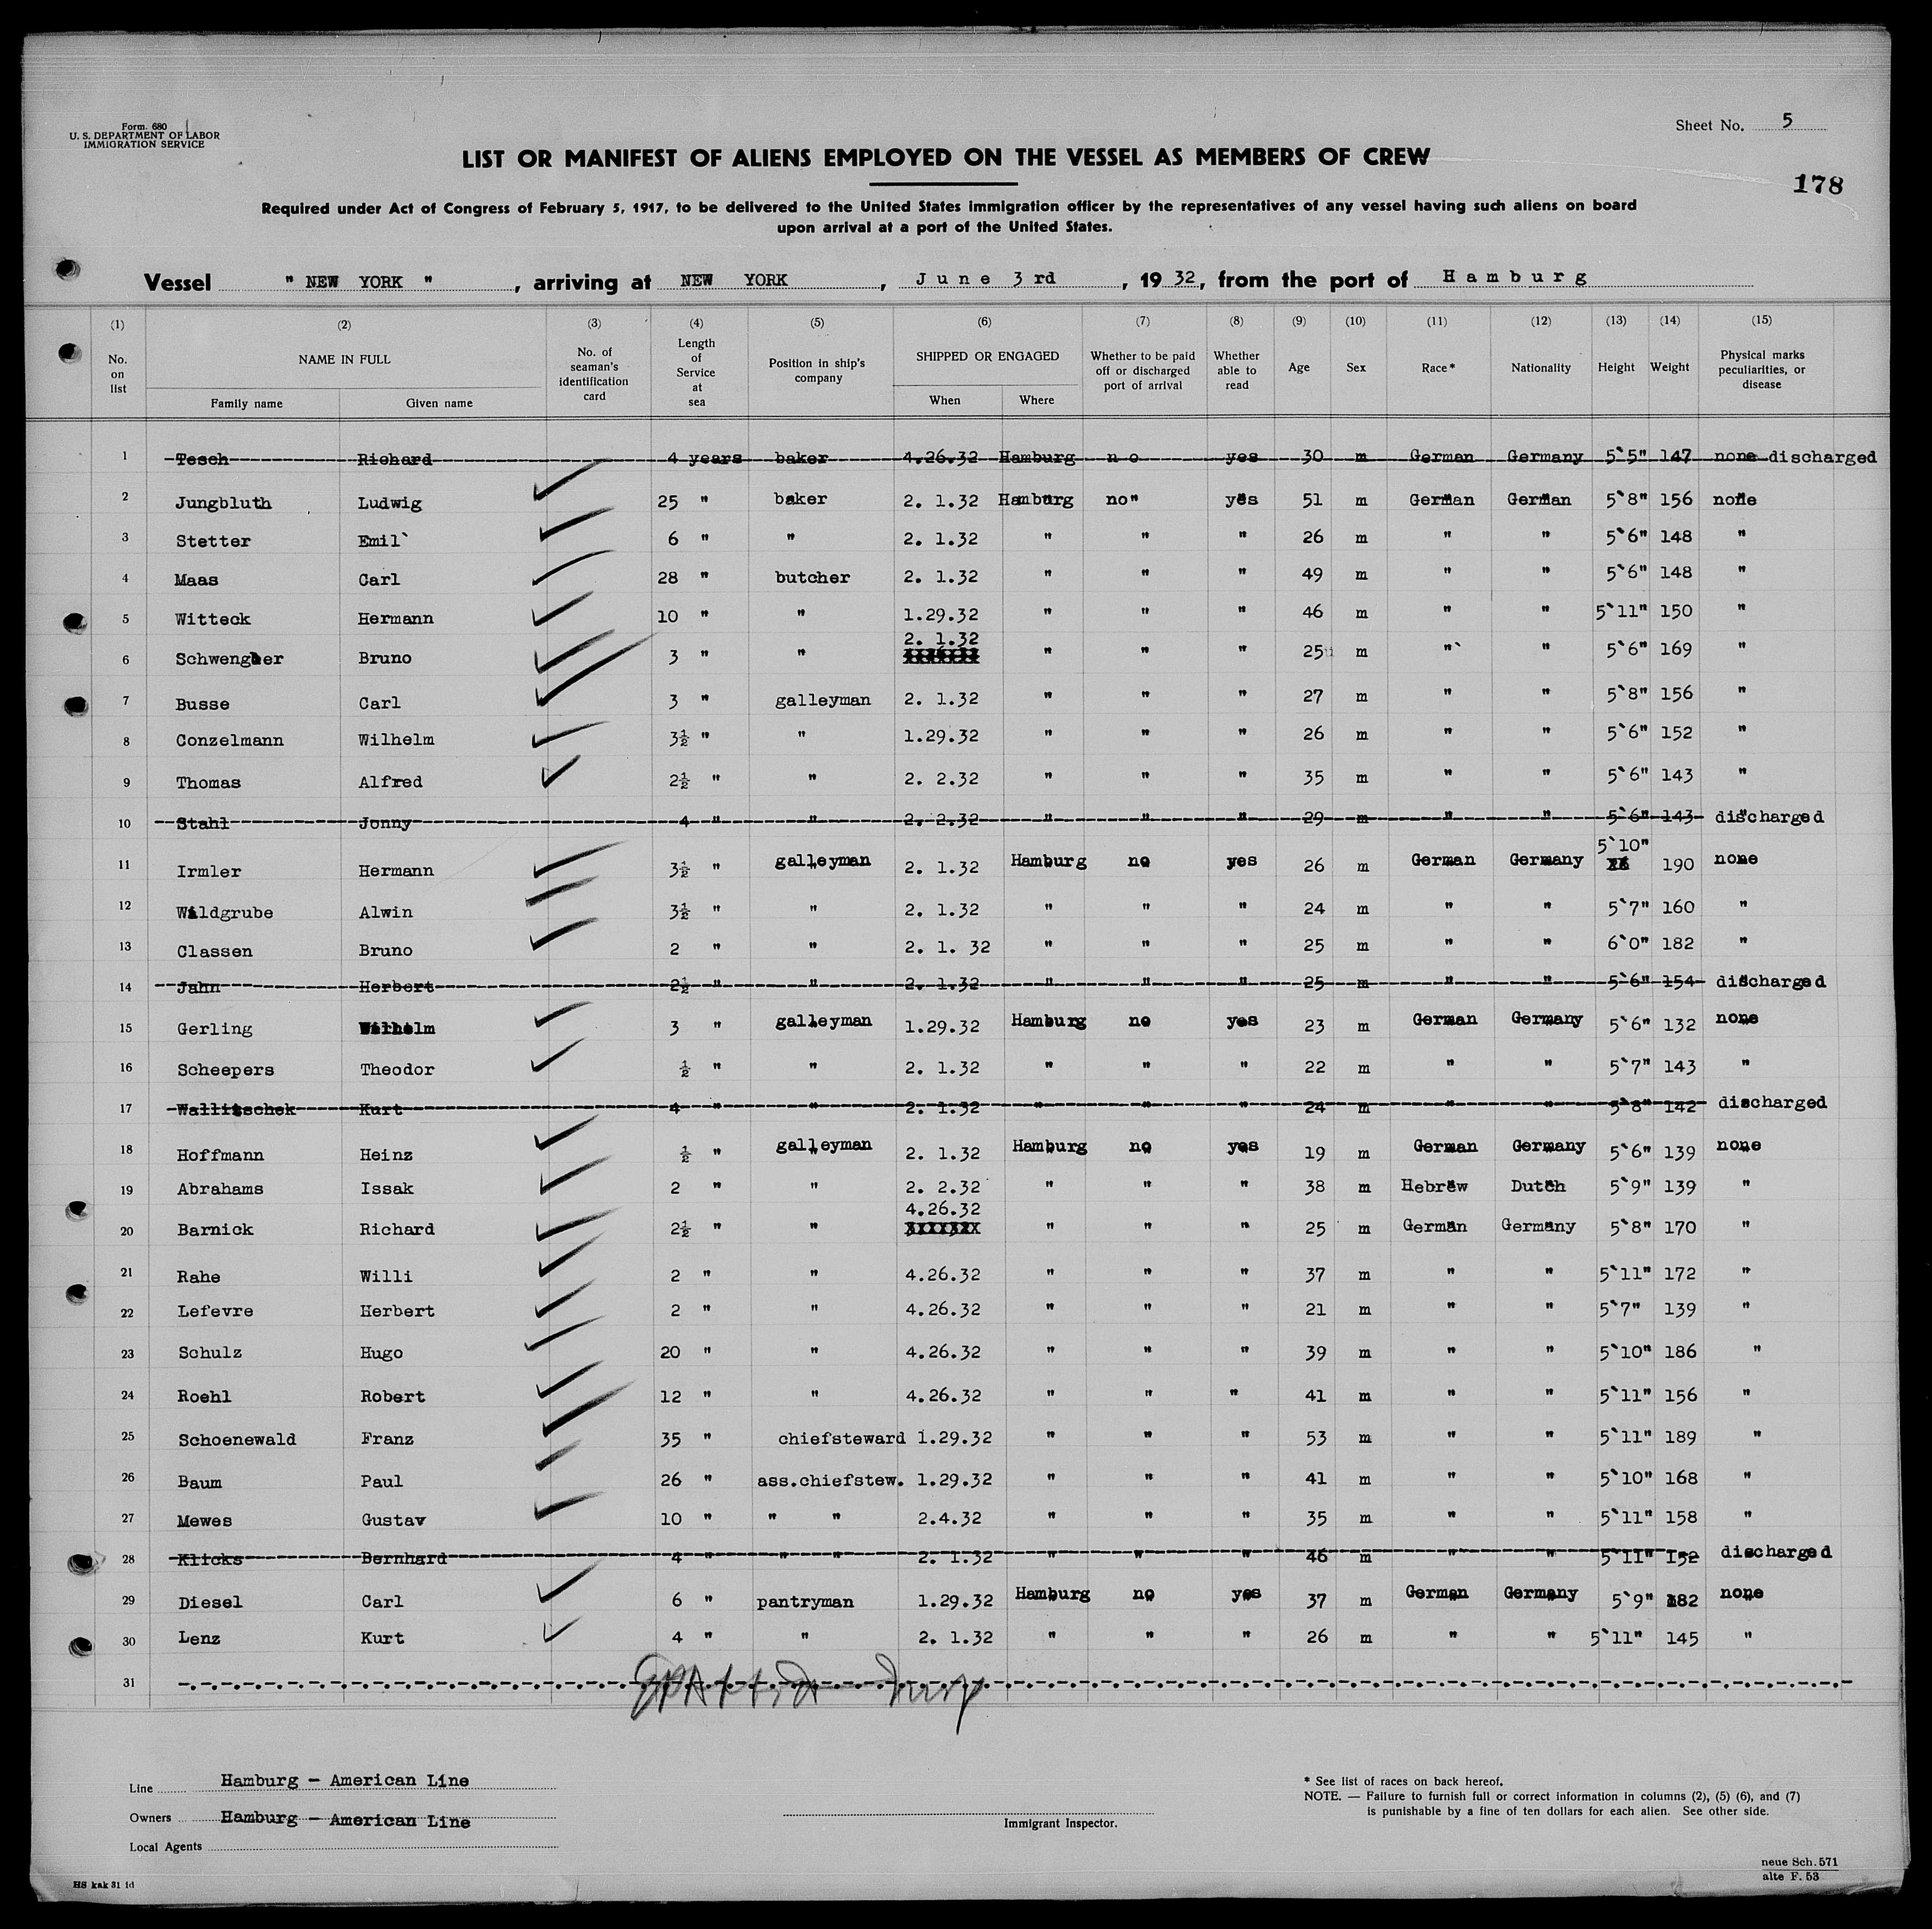 Form. 680
U. S. DEPARTMENT OF LABOR
IMMIGRATION SERVICE
Sheet No. 5
LIST OR MANIFEST OF ALIENS EMPLOYED ON THE VESSEL AS MEMBERS OF CREW
178
Required under Act of Congress of February 5, 1917, to be delivered to the United States immigration officer by the representatives of any vessel having such aliens on board
upon arrival at a port of the United States.
Vessel " NEW YORK " , arriving at NEW YORK , June 3 rd , 19 32, from the port of Hamburg
(1) (2) (3) (4) (5) (6) (7) (8) (9) (10) (11) (12) (13) (14) (15)
No. on list NAME IN FULL Family name Given name No. of seaman's identification card Length of Service at sea Position in ship's company SHIPPED OR ENGAGED When Where Whether to be paid off or discharged port of arrival Whether able to read Age Sex Race* Nationality Height Weight Physical marks peculiarities, or disease
1 Tesch Richard 4 years baker 4.26.32 Hamburg n o yes 30 m German Germany 5`5" 147 none discharged
2 Jungbluth Ludwig 25 " baker 2. 1.32 Hamburg no" yes 51 m German German 5`8" 156 none
3 Stetter Emil` 6 " " 2. 1.32 " " " 26 m " " 5`6" 148 "
4 Maas Carl 28 " butcher 2. 1.32 " " " 49 m " " 5`6" 148 "
5 Witteck Hermann 10 " " 1.29.32 " " " 46 m " " 5`11" 150 "
6 Schwengber Bruno 3 " " 2. 1.32 " " " 25 m "` " 5`6" 169 "
7 Busse Carl 3 " galleyman 2. 1.32 " " " 27 m " " 5`8" 156 "
8 Conzelmann Wilhelm 3½ " " 1.29.32 " " " 26 m " " 5`6" 152 "
9 Thomas Alfred 2½ " " 2. 2.32 " " " 35 m " " 5`6" 143 "
10 Stahl Jonny 4 " " 2. 2.32 " " " 29 m " " 5`6" 143 discharged
11 Irmler Hermann 3½ " galleyman 2. 1.32 Hamburg no yes 26 m German Germany 5`10" 190 none
12 Wildgrube Alwin 3½ " " 2. 1.32 " " " 24 m " " 5`7" 160 "
13 Classen Bruno 2 " " 2. 1. 32 " " " 25 m " " 6`0" 182 "
14 Jahn Herbert 2½ " " 2. 1.32 " " " 25 m " " 5`6" 154 discharged
15 Gerling Wilhelm 3 " galleyman 1.29.32 Hamburg no yes 23 m German Germany 5`6" 132 none
16 Scheepers Theodor ½ " " 2. 1.32 " " " 22 m " " 5`7" 143 "
17 Wallitschek Kurt 4 " " 2. 1.32 " " " 24 m " " 5`8" 142 discharged
18 Hoffmann Heinz ½ " galleyman 2. 1.32 Hamburg no yes 19 m German Germany 5`6" 139 none
19 Abrahams Issak 2 " " 2. 2.32 " " " 38 m Hebrew Dutch 5`9" 139 "
20 Barnick Richard 2½ " " 4.26.32 " " " 25 m German Germany 5`8" 170 "
21 Rahe Willi 2 " " 4.26.32 " " " 37 m " " 5`11" 172 "
22 Lefevre Herbert 2 " " 4.26.32 " " " 21 m " " 5`7" 139 "
23 Schulz Hugo 20 " " 4.26.32 " " " 39 m " " 5`10" 186 "
24 Roehl Robert 12 " " 4.26.32 " " " 41 m " " 5`11" 156 "
25 Schoenewald Franz 35 " chiefsteward 1.29.32 " " " 53 m " " 5`11" 189 "
26 Baum Paul 26 " ass.chiefstew. 1.29.32 " " " 41 m " " 5`10" 168 "
27 Mewes Gustav 10 " " " 2.4.32 " " " 35 m " " 5`11" 158 "
28 Klicks Bernhard 4 " " " 2. 1.32 " " " 46 m " " 5`11" 152 discharged
29 Diesel Carl 6 " pantryman 1.29.32 Hamburg no yes 37 m German Germany 5`9" 182 none
30 Lenz Kurt 4 " " 2. 1.32 " " " 26 m " " 5`11" 145 "
31
Line Hamburg - American Line
Owners Hamburg - American Line
Local Agents
Immigrant Inspector.
* See list of races on back hereof.
NOTE. — Failure to furnish full or correct information in columns (2), (5) (6), and (7)
is punishable by a fine of ten dollars for each alien. See other side.
HS kak 31 1d
neue Sch. 571
alte F. 53